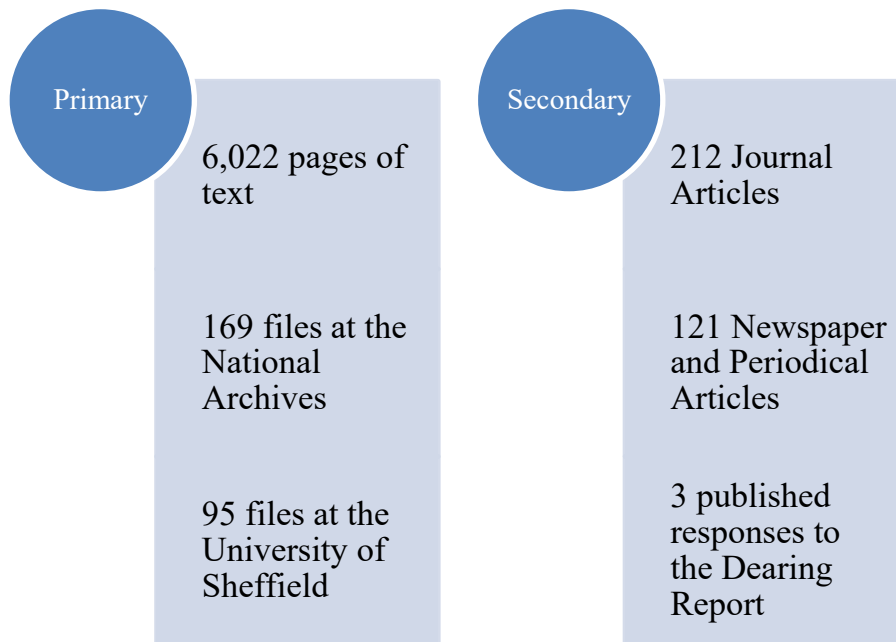 Primary
6,022 pages of
text
169 files at the
National
Archives
95 files at the
University of
Sheffield
Secondary
212 Journal
Articles
121 Newspaper
and Periodical
Articles
3 published
responses to
the Dearing
Report